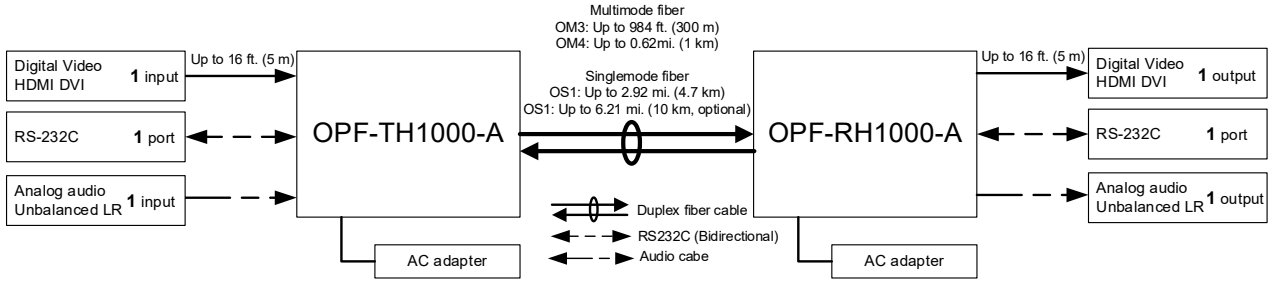 Multimode fiber
OM3: Up to 984 ft. (300 m)
OM4: Up to 0.62mi. (1 km)
Singlemode fiber
OS1: Up to 2.92 mi. (4.7 km)
OS1: Up to 6.21 mi. (10 km, optional)
Digital Video
HDMI DVI 1 input
Up to 16 ft. (5 m)
RS-232C 1 port
Analog audio
Unbalanced LR 1 input
OPF-TH1000-A
AC adapter
Duplex fiber cable
RS232C (Bidirectional)
Audio cabe
OPF-RH1000-A
AC adapter
Up to 16 ft. (5 m)
Digital Video
HDMI DVI 1 output
RS-232C 1 port
Analog audio
Unbalanced LR 1 output